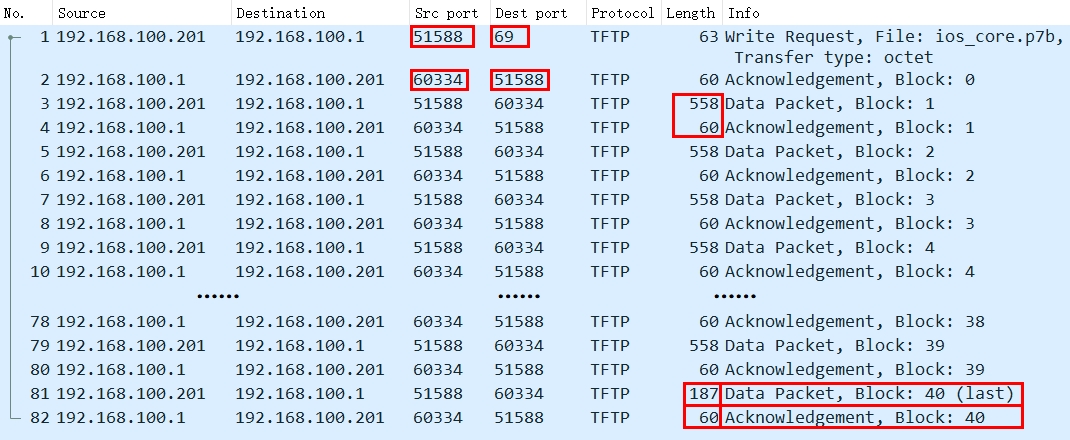 No. Source Destination Src port Dest port Protocol Length Info
1 192.168.100.201 192.168.100.1 51588 69 TFTP 63 Write Request, File: ios_core.p7b,
Transfer type: octet
2 192.168.100.1 192.168.100.201 60334 51588 TFTP 60 Acknowledgement, Block: 0
3 192.168.100.201 192.168.100.1 51588 60334 TFTP 558 Data Packet, Block: 1
4 192.168.100.1 192.168.100.201 60334 51588 TFTP 60 Acknowledgement, Block: 1
5 192.168.100.201 192.168.100.1 51588 60334 TFTP 558 Data Packet, Block: 2
6 192.168.100.1 192.168.100.201 60334 51588 TFTP 60 Acknowledgement, Block: 2
7 192.168.100.201 192.168.100.1 51588 60334 TFTP 558 Data Packet, Block: 3
8 192.168.100.1 192.168.100.201 60334 51588 TFTP 60 Acknowledgement, Block: 3
9 192.168.100.201 192.168.100.1 51588 60334 TFTP 558 Data Packet, Block: 4
10 192.168.100.1 192.168.100.201 60334 51588 TFTP 60 Acknowledgement, Block: 4
…… …… ……
78 192.168.100.1 192.168.100.201 60334 51588 TFTP 60 Acknowledgement, Block: 38
79 192.168.100.201 192.168.100.1 51588 60334 TFTP 558 Data Packet, Block: 39
80 192.168.100.1 192.168.100.201 60334 51588 TFTP 60 Acknowledgement, Block: 39
81 192.168.100.201 192.168.100.1 51588 60334 TFTP 187 Data Packet, Block: 40 (last)
82 192.168.100.1 192.168.100.201 60334 51588 TFTP 60 Acknowledgement, Block: 40